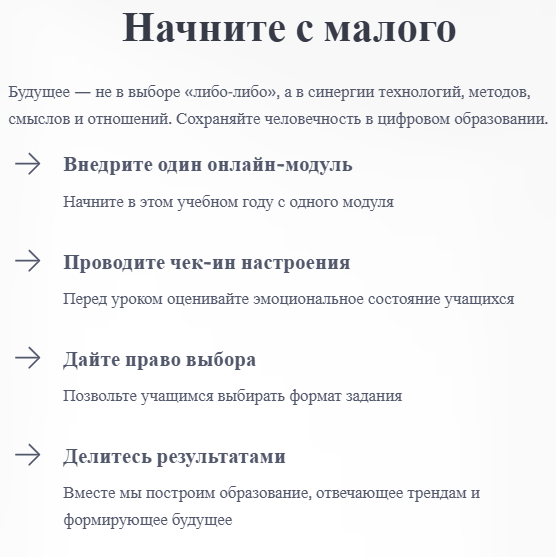 Начните с малого
Будущее — не в выборе «либо-либо», а в синергии технологий, методов,
смыслов и отношений. Сохраняйте человечность в цифровом образовании.
Внедрите один онлайн-модуль
Начните в этом учебном году с одного модуля
Проводите чек-ин настроения
Перед уроком оценивайте эмоциональное состояние учащихся
Дайте право выбора
Позвольте учащимся выбирать формат задания
Делитесь результатами
Вместе мы построим образование, отвечающее трендам и
формирующее будущее